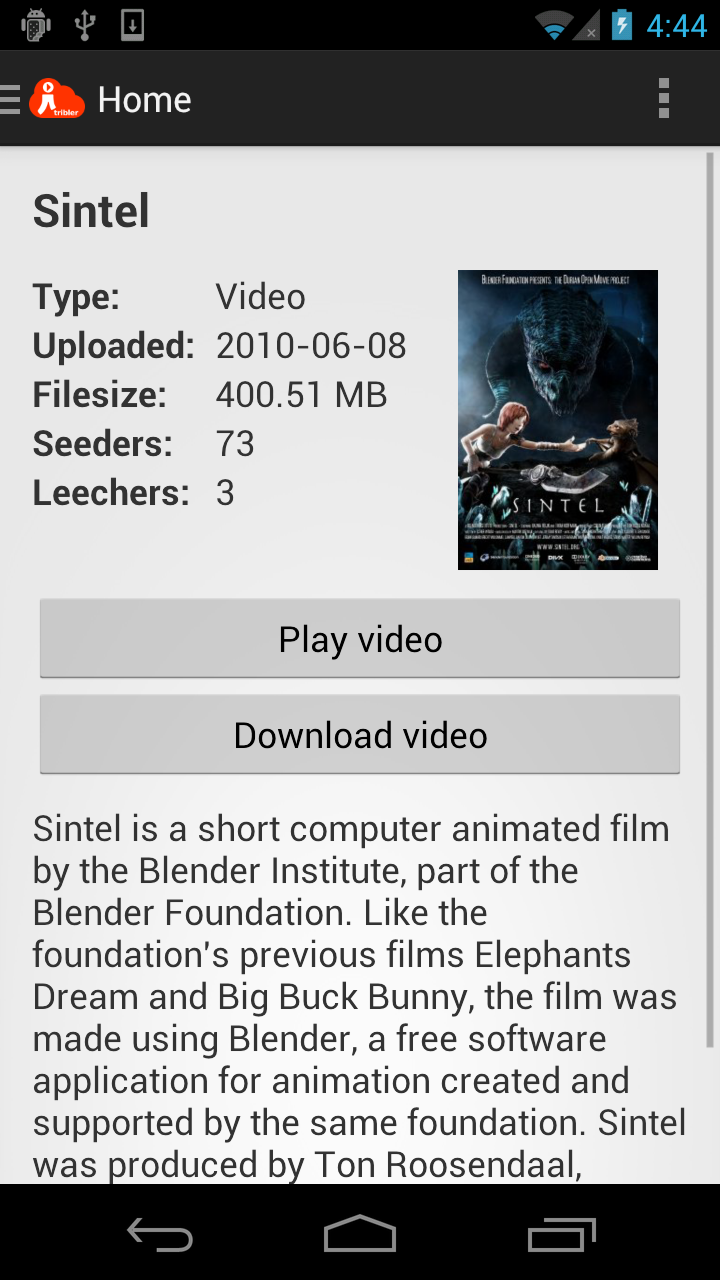 4:44
tribler
Home
Sintel
Type: Video
Uploaded: 2010-06-08
Filesize: 400.51 MB
Seeders: 73
Leechers: 3
BLENDER FOUNDATION PRESENTS: THE DURIAN OPEN MOVIE PROJECT
SINTEL
WWW.SINTEL.ORG
Play video
Download video
Sintel is a short computer animated film
by the Blender Institute, part of the
Blender Foundation. Like the
foundation's previous films Elephants
Dream and Big Buck Bunny, the film was
made using Blender, a free software
application for animation created and
supported by the same foundation. Sintel
was produced by Ton Roosendaal,